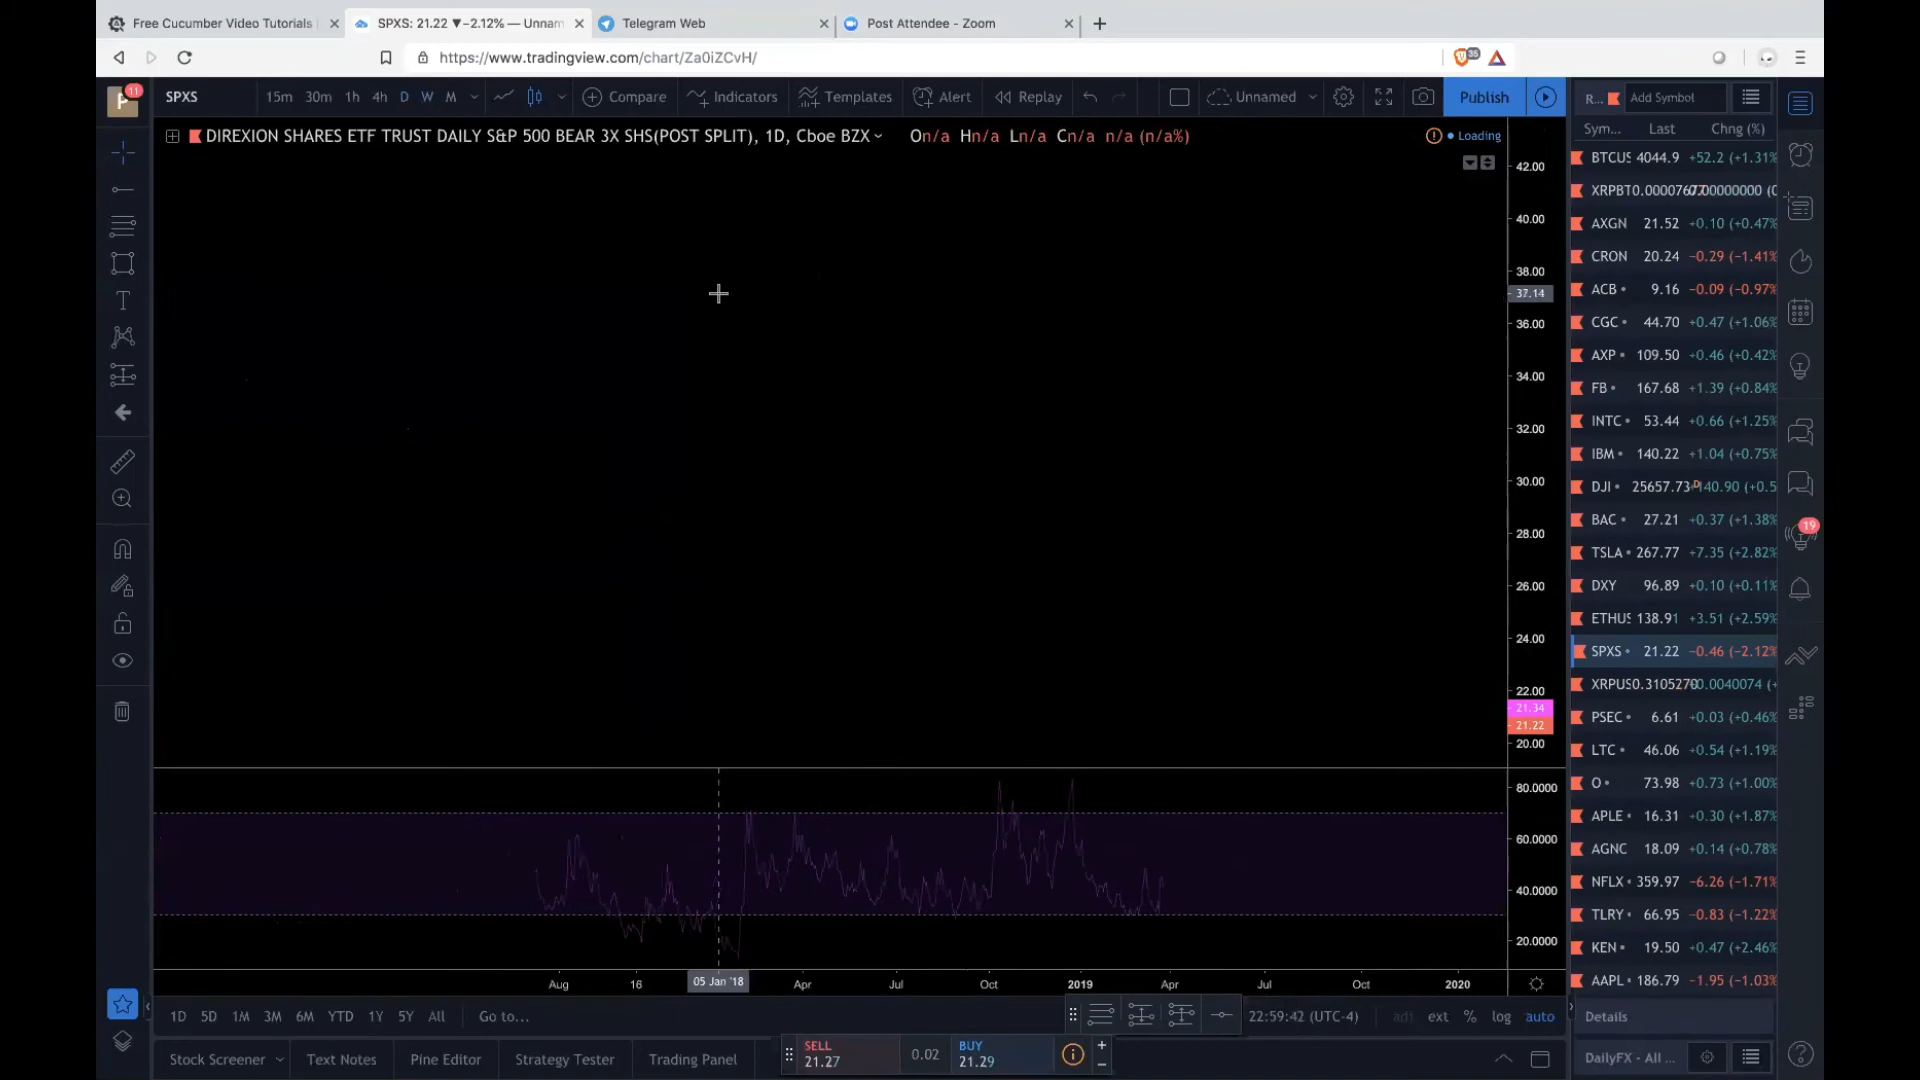 Free Cucumber Video Tutorials
SPXS: 21.22 ▼−2.12% — Unnam
Telegram Web
Post Attendee - Zoom
https://www.tradingview.com/chart/Za0iZCvH/
35
11
P
SPXS
15m 30m 1h 4h D W M
Compare
Indicators
Templates
Alert
Replay
Unnamed
Publish
R...
Add Symbol
DIREXION SHARES ETF TRUST DAILY S&P 500 BEAR 3X SHS(POST SPLIT), 1D, Cboe BZX
On/a Hn/a Ln/a Cn/a n/a (n/a%)
Loading
Sym... Last Chng (%)
BTCUS 4044.9 +52.2 (+1.31%
AXGN 21.52 +0.10 (+0.47%
CRON 20.24 −0.29 (−1.41%
ACB 9.16 −0.09 (−0.97%
CGC 44.70 +0.47 (+1.06%
AXP 109.50 +0.46 (+0.42%
FB 167.68 +1.39 (+0.84%
INTC 53.44 +0.66 (+1.25%
IBM 140.22 +1.04 (+0.75%
DJI 25657.73 (+0.5
BAC 27.21 +0.37 (+1.38%
TSLA 267.77 +7.35 (+2.82%
DXY 96.89 +0.10 (+0.11%
ETHUS 138.91 +3.51 (+2.59%
SPXS 21.22 −0.46 (−2.12%
PSEC 6.61 +0.03 (+0.46%
LTC 46.06 +0.54 (+1.19%
O 73.98 +0.73 (+1.00%
APLE 16.31 +0.30 (+1.87%
AGNC 18.09 +0.14 (+0.78%
NFLX 359.97 −6.26 (−1.71%
TLRY 66.95 −0.83 (−1.22%
KEN 19.50 +0.47 (+2.46%
AAPL 186.79 −1.95 (−1.03%
19
42.00
40.00
38.00
37.14
36.00
34.00
32.00
30.00
28.00
26.00
24.00
22.00
21.34
21.22
20.00
80.0000
60.0000
40.0000
20.0000
Aug 16 05 Jan '18 Apr Jul Oct 2019 Apr Jul Oct 2020
1D 5D 1M 3M 6M YTD 1Y 5Y All Go to...
22:59:42 (UTC-4)
adj ext % log auto
Details
Stock Screener
Text Notes
Pine Editor
Strategy Tester
Trading Panel
SELL
21.27
0.02
BUY
21.29
DailyFX - All ...